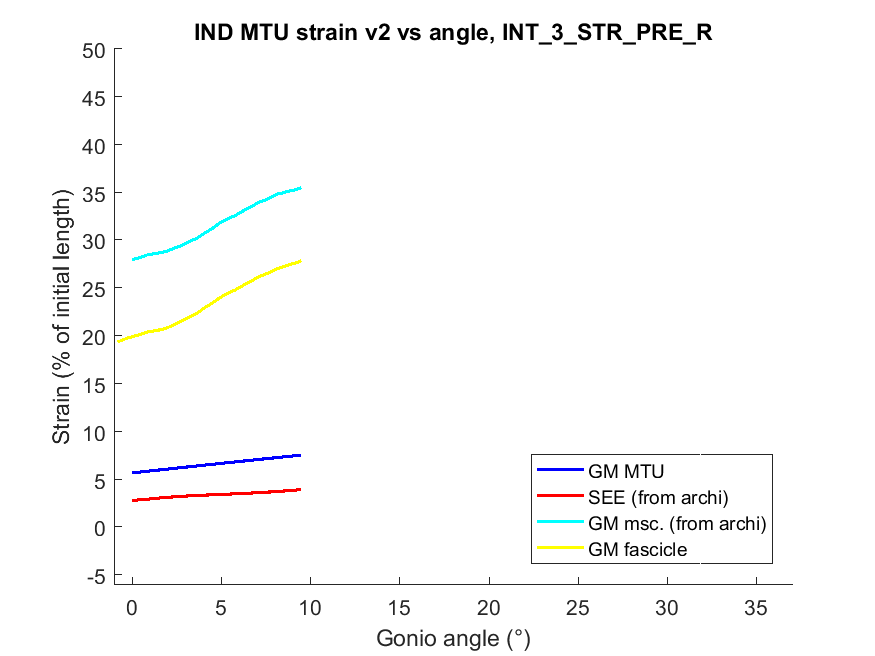 IND MTU strain v2 vs angle, INT_3_STR_PRE_R
50
45
40
35
30
25
20
15
10
5
0
-5
Strain (% of initial length)
GM MTU
SEE (from archi)
GM msc. (from archi)
GM fascicle
0 5 10 15 20 25 30 35
Gonio angle (°)